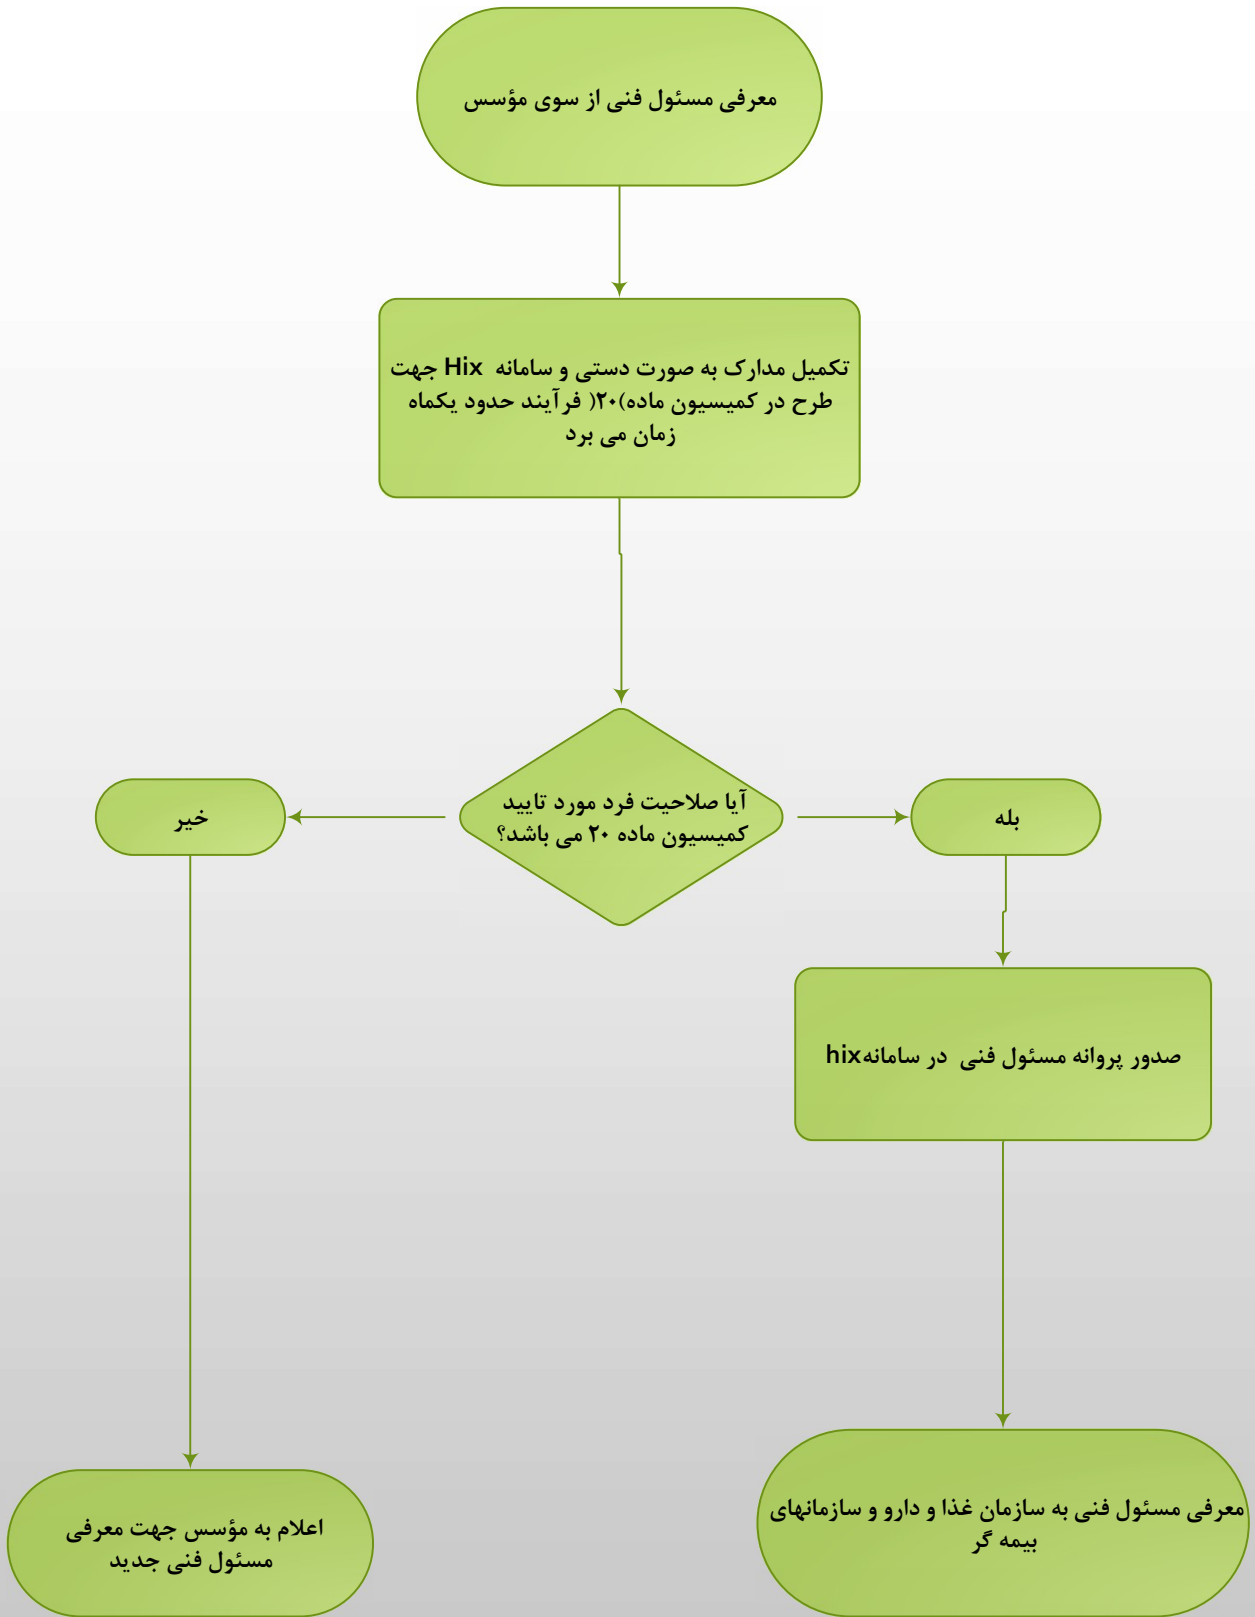 معرفی مسئول فنی از سوی مؤسس
تکمیل مدارک به صورت دستی و سامانه Hix جهت
طرح در کمیسیون ماده)۲۰( فرآیند حدود یکماه
زمان می برد
آیا صلاحیت فرد مورد تایید
کمیسیون ماده ۲۰ می باشد؟
بله
خیر
صدور پروانه مسئول فنی در سامانهhix
معرفی مسئول فنی به سازمان غذا و دارو و سازمانهای
بیمه گر
اعلام به مؤسس جهت معرفی
مسئول فنی جدید